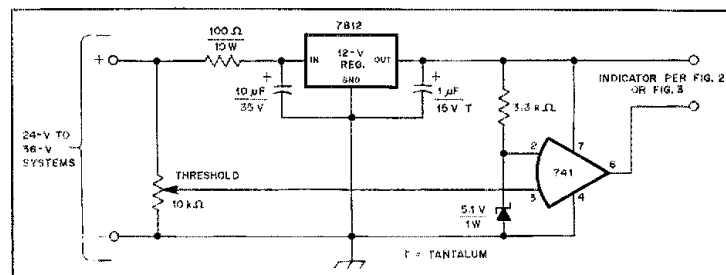 7812
100 Ω
10W
+
IN
12-V
REG.
OUT
GND
+
10 µF
35 V
+
1 µF
15 V T
3.3 kΩ
INDICATOR PER FIG. 2
OR FIG. 3
24-V TO
36-V
SYSTEMS
THRESHOLD
10 kΩ
2
7
741
6
3
4
5.1 V
1W
–
T = TANTALUM